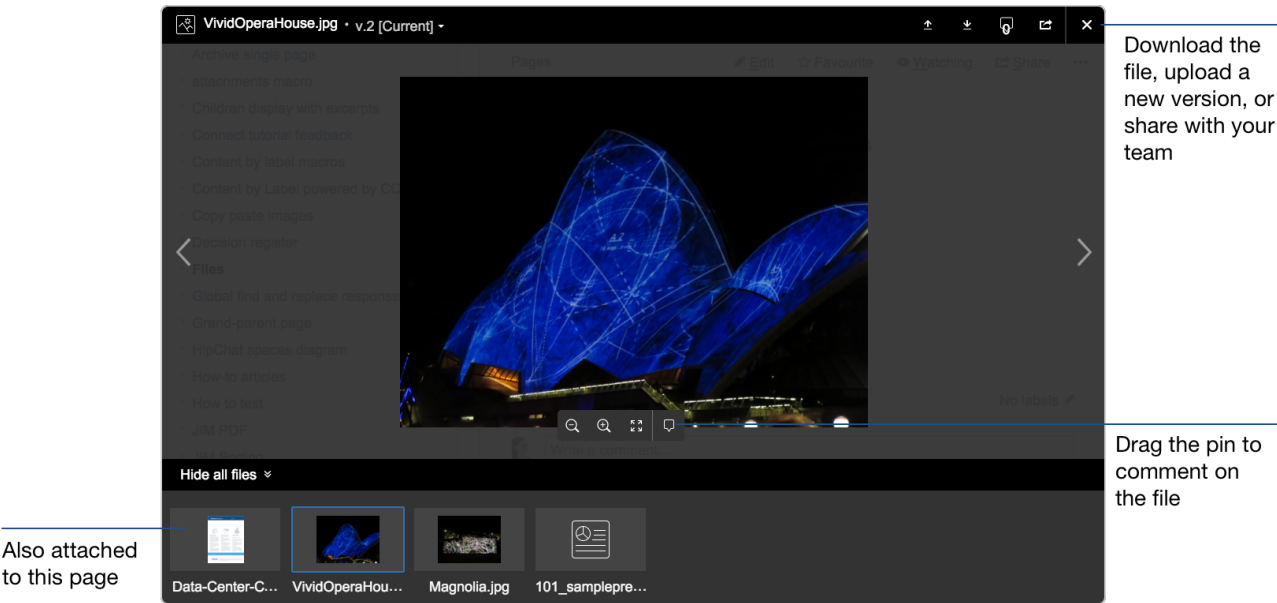 VividOperaHouse.jpg • v.2 [Current]
0
Archive single page
Pages
Edit
Favourite
Watching
Share
attachments macro
Children display with excerpts
Connect tutorial feedback
Content by label macros
Content by Label powered by CC
Copy paste images
Decision register
Files
Global find and replace response
Grand-parent page
HipChat spaces diagram
How-to articles
How to test
No labels
JIM PDF
Write a comment...
Hide all files
Data-Center-C...
VividOperaHou...
Magnolia.jpg
101_samplepre...
Download the
file, upload a
new version, or
share with your
team
Drag the pin to
comment on
the file
Also attached
to this page